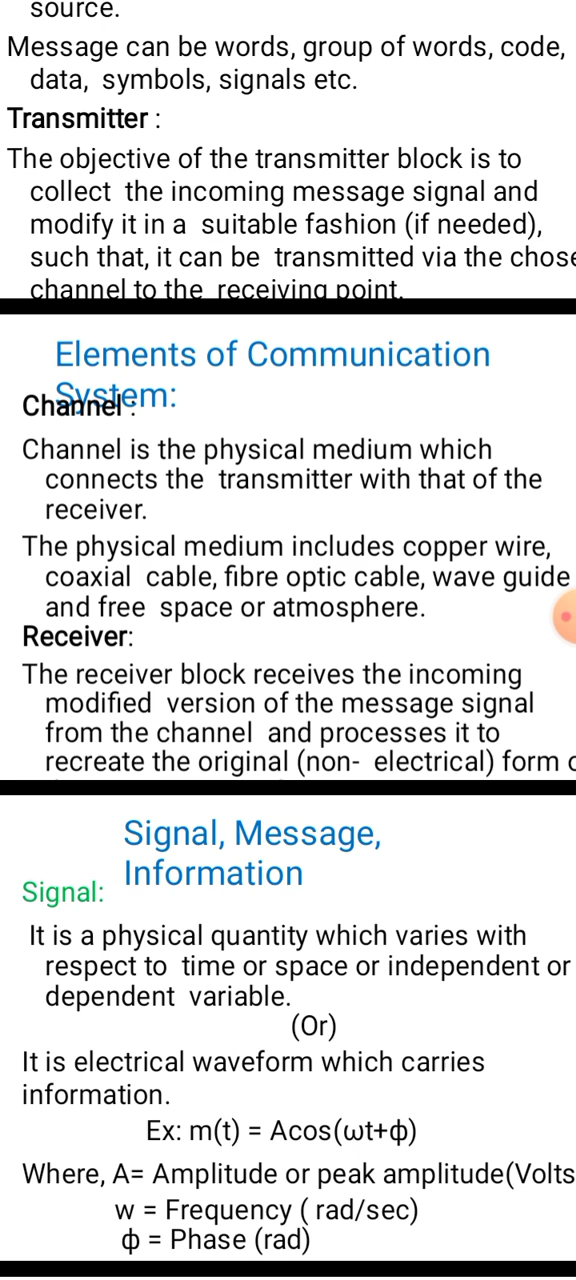 source.
Message can be words, group of words, code,
data, symbols, signals etc.
Transmitter :
The objective of the transmitter block is to
collect the incoming message signal and
modify it in a suitable fashion (if needed),
such that, it can be transmitted via the chose
channel to the receiving point.
Elements of Communication
System:
Channel :
Channel is the physical medium which
connects the transmitter with that of the
receiver.
The physical medium includes copper wire,
coaxial cable, fibre optic cable, wave guide
and free space or atmosphere.
Receiver:
The receiver block receives the incoming
modified version of the message signal
from the channel and processes it to
recreate the original (non- electrical) form
Signal, Message,
Information
Signal:
It is a physical quantity which varies with
respect to time or space or independent or
dependent variable.
(Or)
It is electrical waveform which carries
information.
Ex: m(t) = Acos(ωt+ϕ)
Where, A= Amplitude or peak amplitude(Volts
w = Frequency ( rad/sec)
ϕ = Phase (rad)